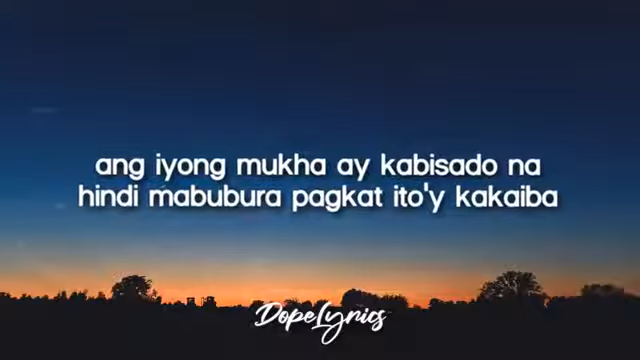 ang iyong mukha ay kabisado na
hindi mabubura pagkat ito'y kakaiba
DopeLyrics